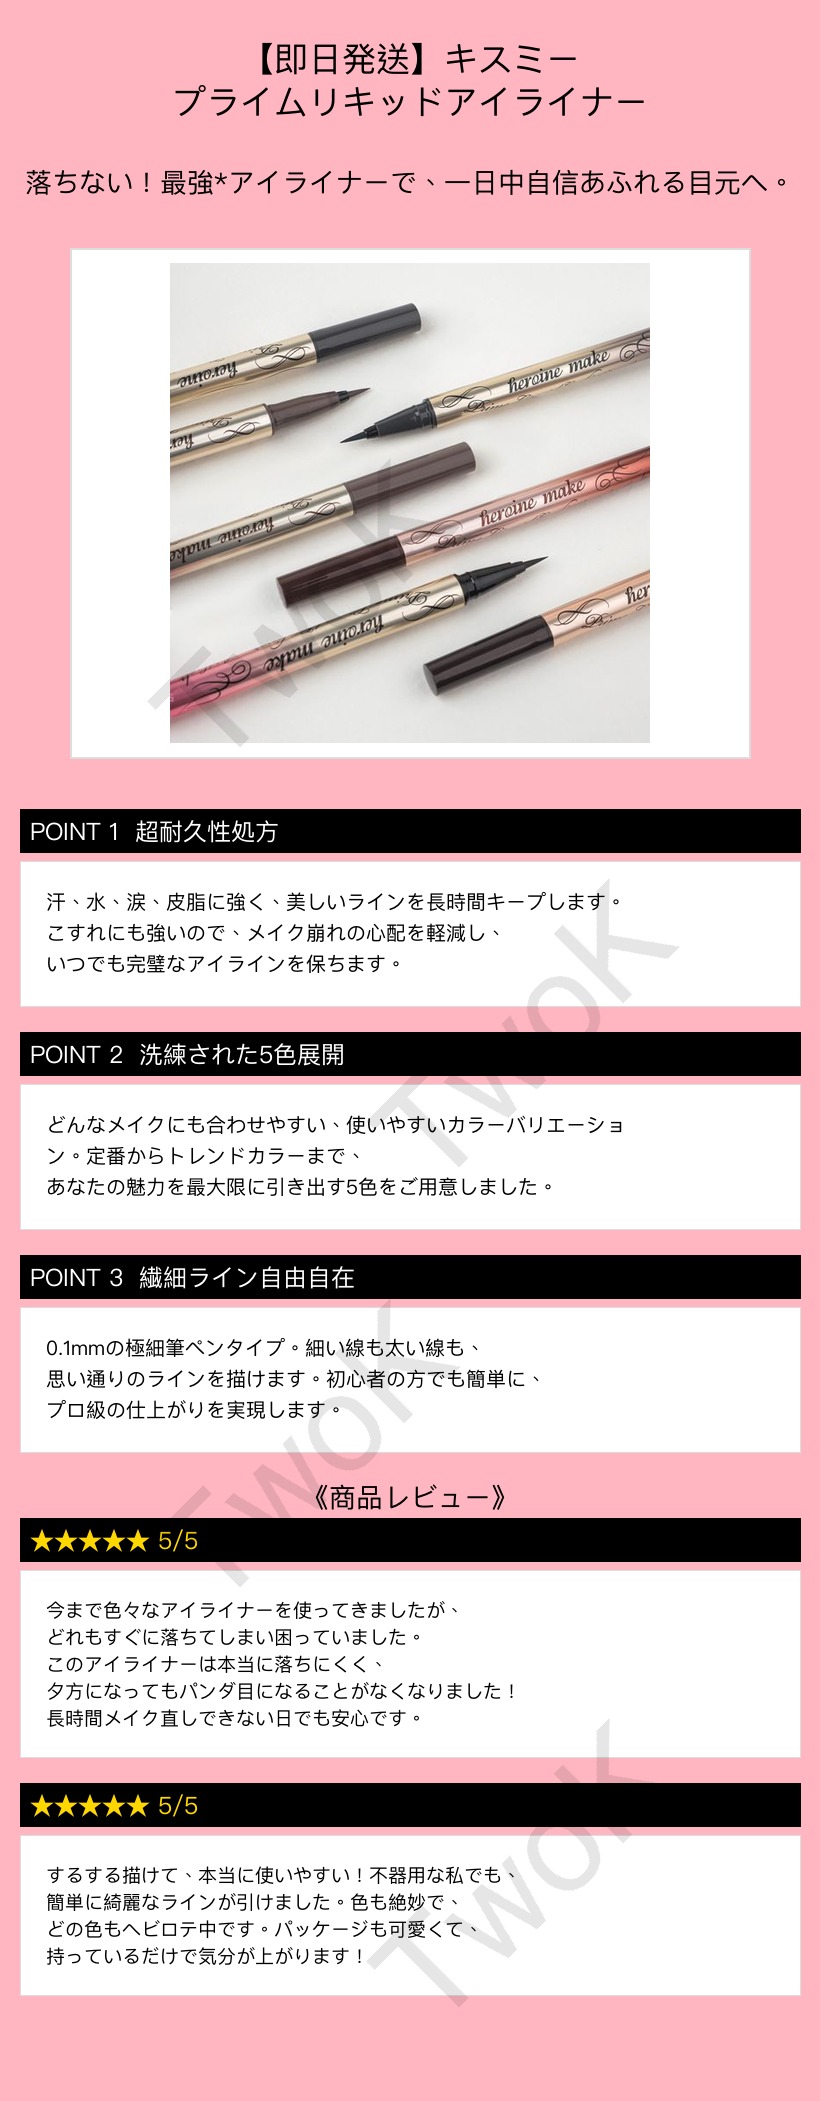 【即日発送】キスミー
プライムリキッドアイライナー
落ちない！最強*アイライナーで、一日中自信あふれる目元へ。
heroine
heroine make
her
heroine make
heroine make
heroine make
her
POINT 1 超耐久性処方
汗、水、涙、皮脂に強く、美しいラインを長時間キープします。
こすれにも強いので、メイク崩れの心配を軽減し、
いつでも完璧なアイラインを保ちます。
POINT 2 洗練された5色展開
どんなメイクにも合わせやすい、使いやすいカラーバリエーショ
ン。定番からトレンドカラーまで、
あなたの魅力を最大限に引き出す5色をご用意しました。
POINT 3 繊細ライン自由自在
0.1mmの極細筆ペンタイプ。細い線も太い線も、
思い通りのラインを描けます。初心者の方でも簡単に、
プロ級の仕上がりを実現します。
《商品レビュー》
★★★★★ 5/5
今まで色々なアイライナーを使ってきましたが、
どれもすぐに落ちてしまい困っていました。
このアイライナーは本当に落ちにくく、
夕方になってもパンダ目になることがなくなりました！
長時間メイク直しできない日でも安心です。
★★★★★ 5/5
するする描けて、本当に使いやすい！不器用な私でも、
簡単に綺麗なラインが引けました。色も絶妙で、
どの色もヘビロテ中です。パッケージも可愛くて、
持っているだけで気分が上がります！
TwoK
TwoK
TwoK
TwoK